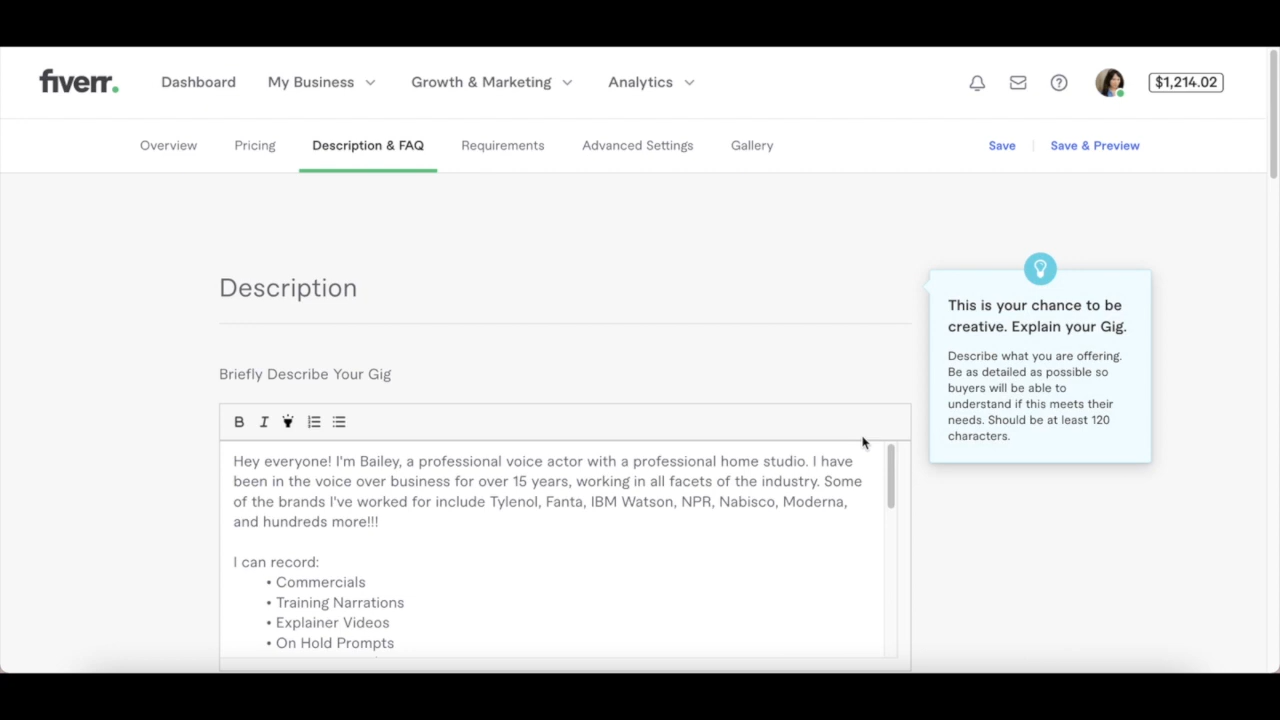 fiverr. Dashboard My Business Growth & Marketing Analytics $1,214.02
Overview Pricing Description & FAQ Requirements Advanced Settings Gallery Save Save & Preview
Description
Briefly Describe Your Gig
B I
Hey everyone! I'm Bailey, a professional voice actor with a professional home studio. I have
been in the voice over business for over 15 years, working in all facets of the industry. Some
of the brands I've worked for include Tylenol, Fanta, IBM Watson, NPR, Nabisco, Moderna,
and hundreds more!!!
I can record:
• Commercials
• Training Narrations
• Explainer Videos
• On Hold Prompts
This is your chance to be
creative. Explain your Gig.
Describe what you are offering.
Be as detailed as possible so
buyers will be able to
understand if this meets their
needs. Should be at least 120
characters.